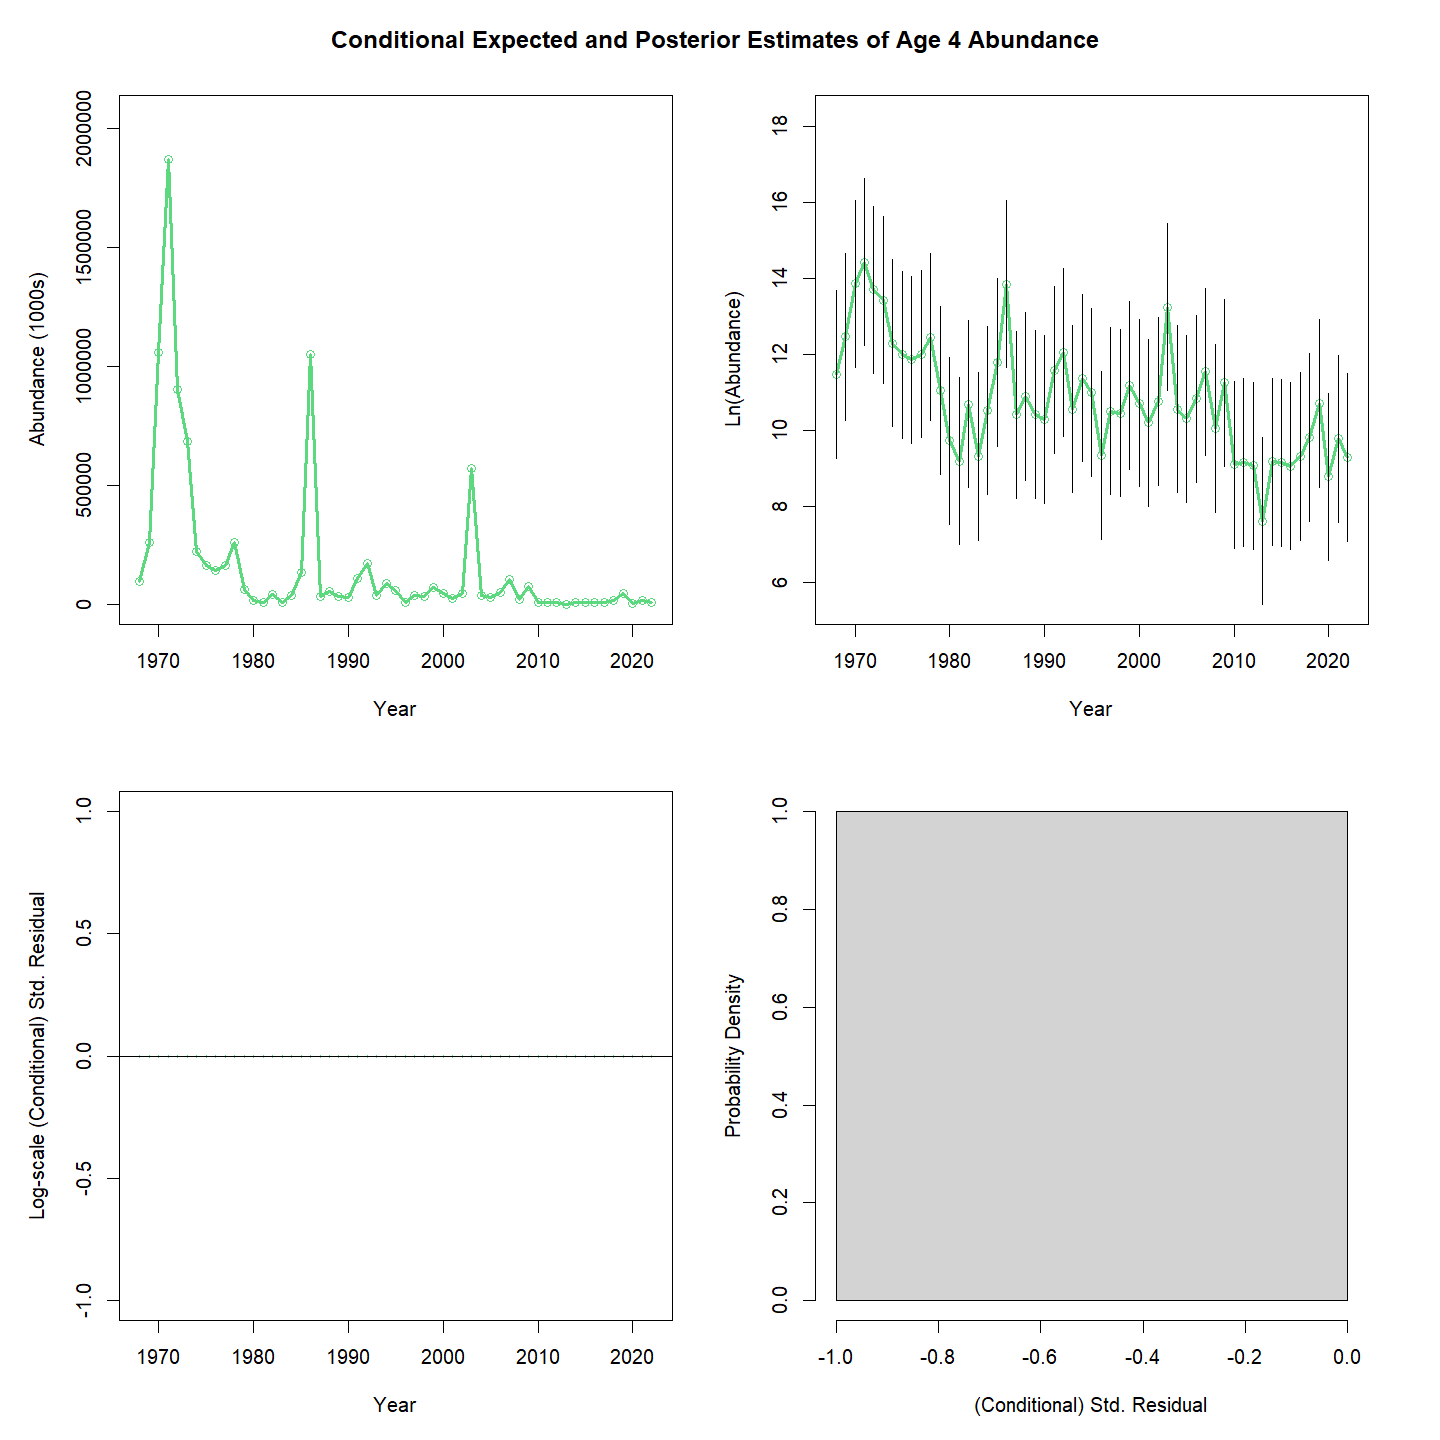 Conditional Expected and Posterior Estimates of Age 4 Abundance
Abundance (1000s)
0
500000
1000000
1500000
2000000
1970 1980 1990 2000 2010 2020
Year
Ln(Abundance)
6
8
10
12
14
16
18
1970 1980 1990 2000 2010 2020
Year
Log-scale (Conditional) Std. Residual
-1.0
-0.5
0.0
0.5
1.0
1970 1980 1990 2000 2010 2020
Year
Probability Density
0.0
0.2
0.4
0.6
0.8
1.0
-1.0 -0.8 -0.6 -0.4 -0.2 0.0
(Conditional) Std. Residual